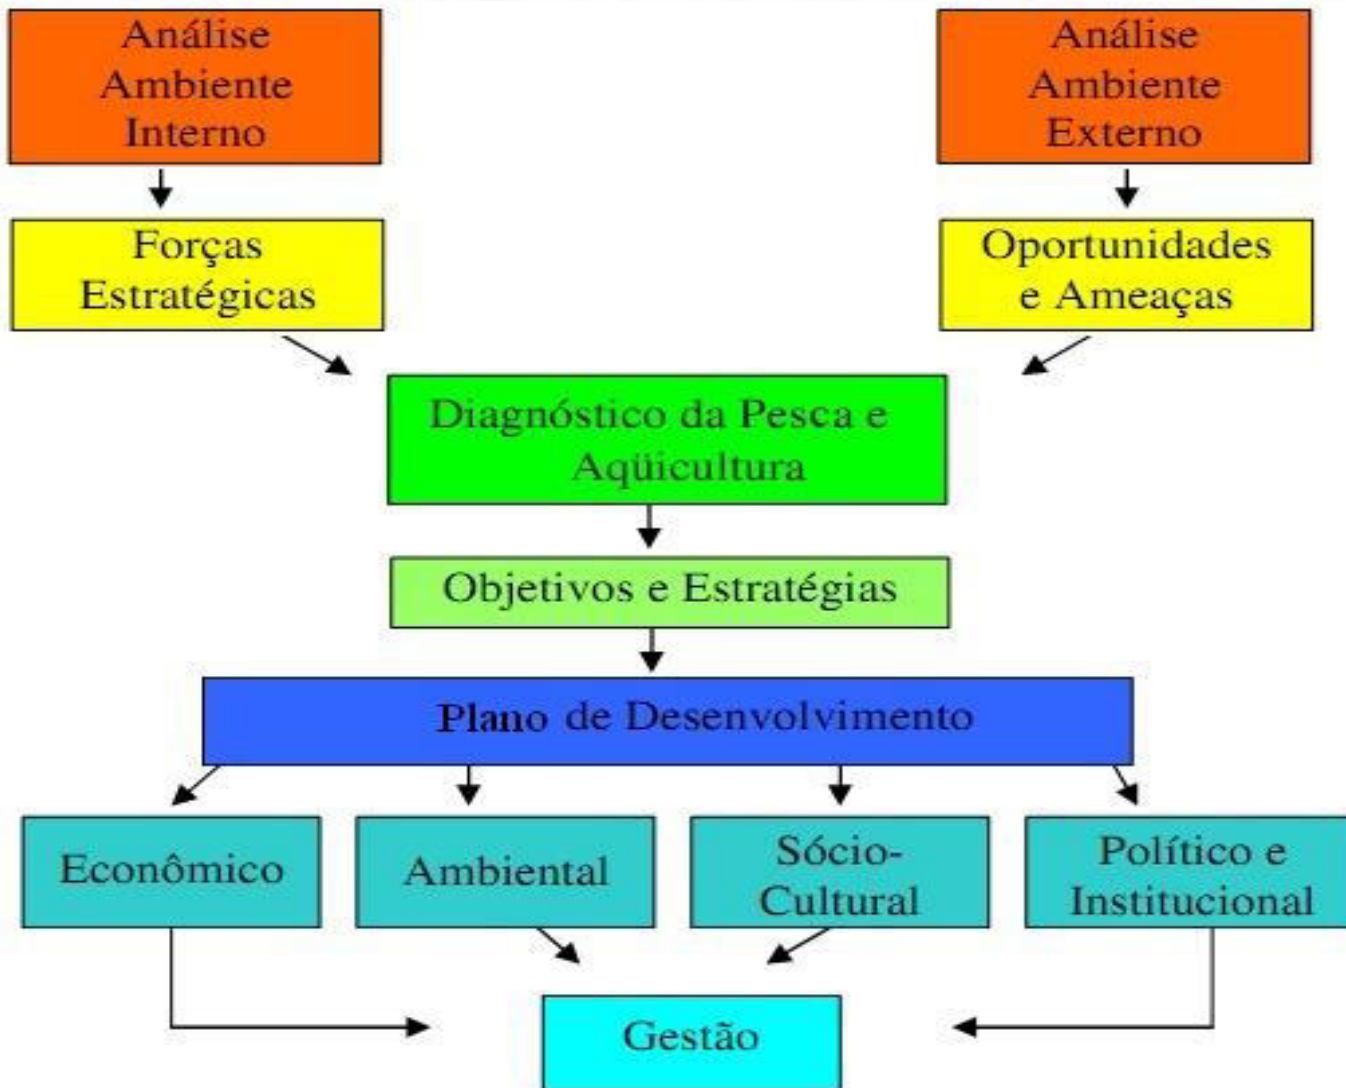 Análise
Ambiente
Interno
Análise
Ambiente
Externo
Forças
Estratégicas
Oportunidades
e Ameaças
Diagnóstico da Pesca e
Aqüicultura
Objetivos e Estratégias
Plano de Desenvolvimento
Econômico
Ambiental
Sócio-
Cultural
Político e
Institucional
Gestão